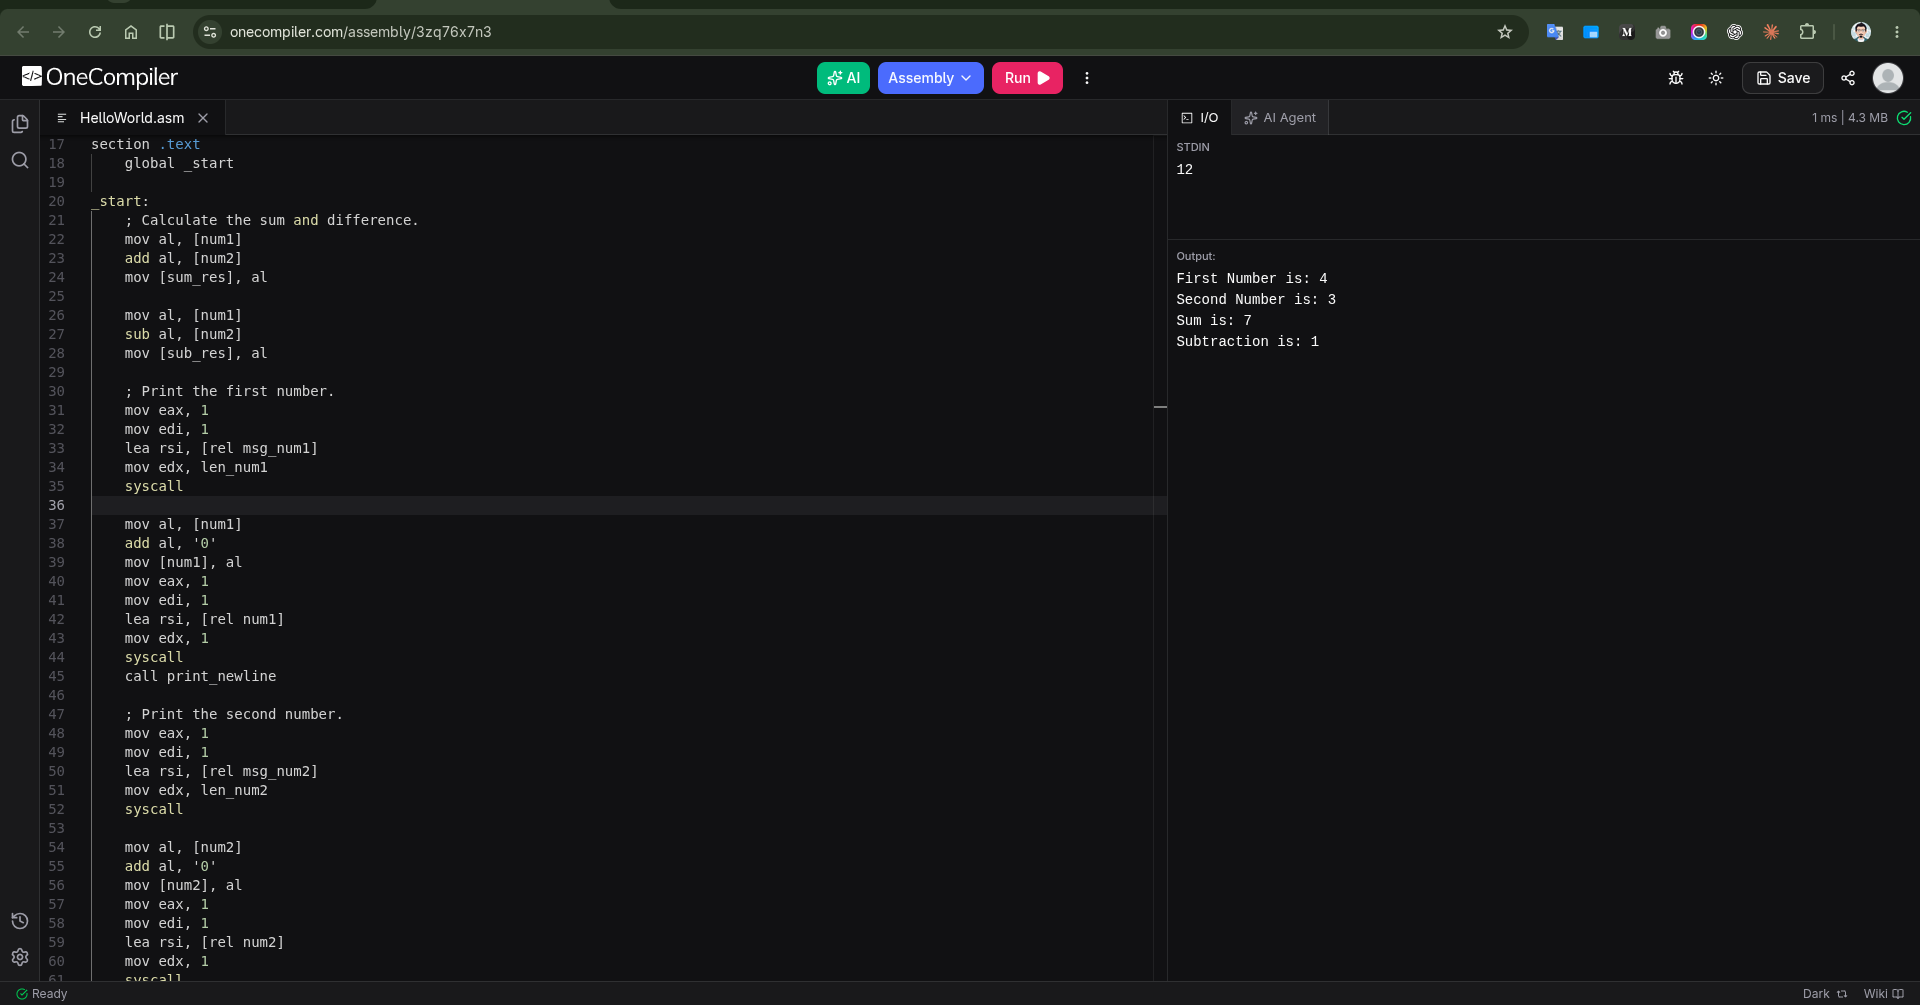 onecompiler.com/assembly/3zq76x7n3
</> OneCompiler
AI
Assembly
Run
Save
HelloWorld.asm
17 section .text
18 global _start
19
20 _start:
21 ; Calculate the sum and difference.
22 mov al, [num1]
23 add al, [num2]
24 mov [sum_res], al
25
26 mov al, [num1]
27 sub al, [num2]
28 mov [sub_res], al
29
30 ; Print the first number.
31 mov eax, 1
32 mov edi, 1
33 lea rsi, [rel msg_num1]
34 mov edx, len_num1
35 syscall
36
37 mov al, [num1]
38 add al, '0'
39 mov [num1], al
40 mov eax, 1
41 mov edi, 1
42 lea rsi, [rel num1]
43 mov edx, 1
44 syscall
45 call print_newline
46
47 ; Print the second number.
48 mov eax, 1
49 mov edi, 1
50 lea rsi, [rel msg_num2]
51 mov edx, len_num2
52 syscall
53
54 mov al, [num2]
55 add al, '0'
56 mov [num2], al
57 mov eax, 1
58 mov edi, 1
59 lea rsi, [rel num2]
60 mov edx, 1
61 syscall
I/O
AI Agent
1 ms | 4.3 MB
STDIN
12
Output:
First Number is: 4
Second Number is: 3
Sum is: 7
Subtraction is: 1
Ready
Dark
Wiki